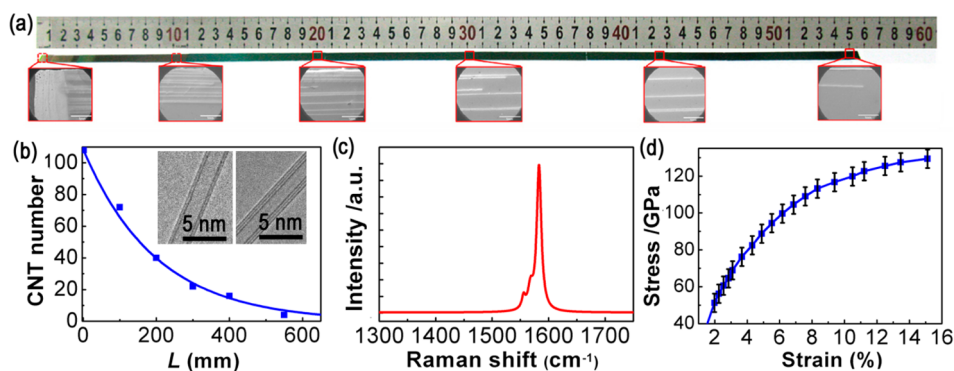 (a)
1 2 3 4 5 6 7 8 9 10 1 2 3 4 5 6 7 8 9 20 1 2 3 4 5 6 7 8 9 30 1 2 3 4 5 6 7 8 9 40 1 2 3 4 5 6 7 8 9 50 1 2 3 4 5 6 7 8 9 60
(b)
CNT number
100
80
60
40
20
0
5 nm
5 nm
0 200 400 600
L (mm)
(c)
Intensity /a.u.
1300 1400 1500 1600 1700
Raman shift (cm-1)
(d)
Stress /GPa
120
100
80
60
40
2 4 6 8 10 12 14 16
Strain (%)